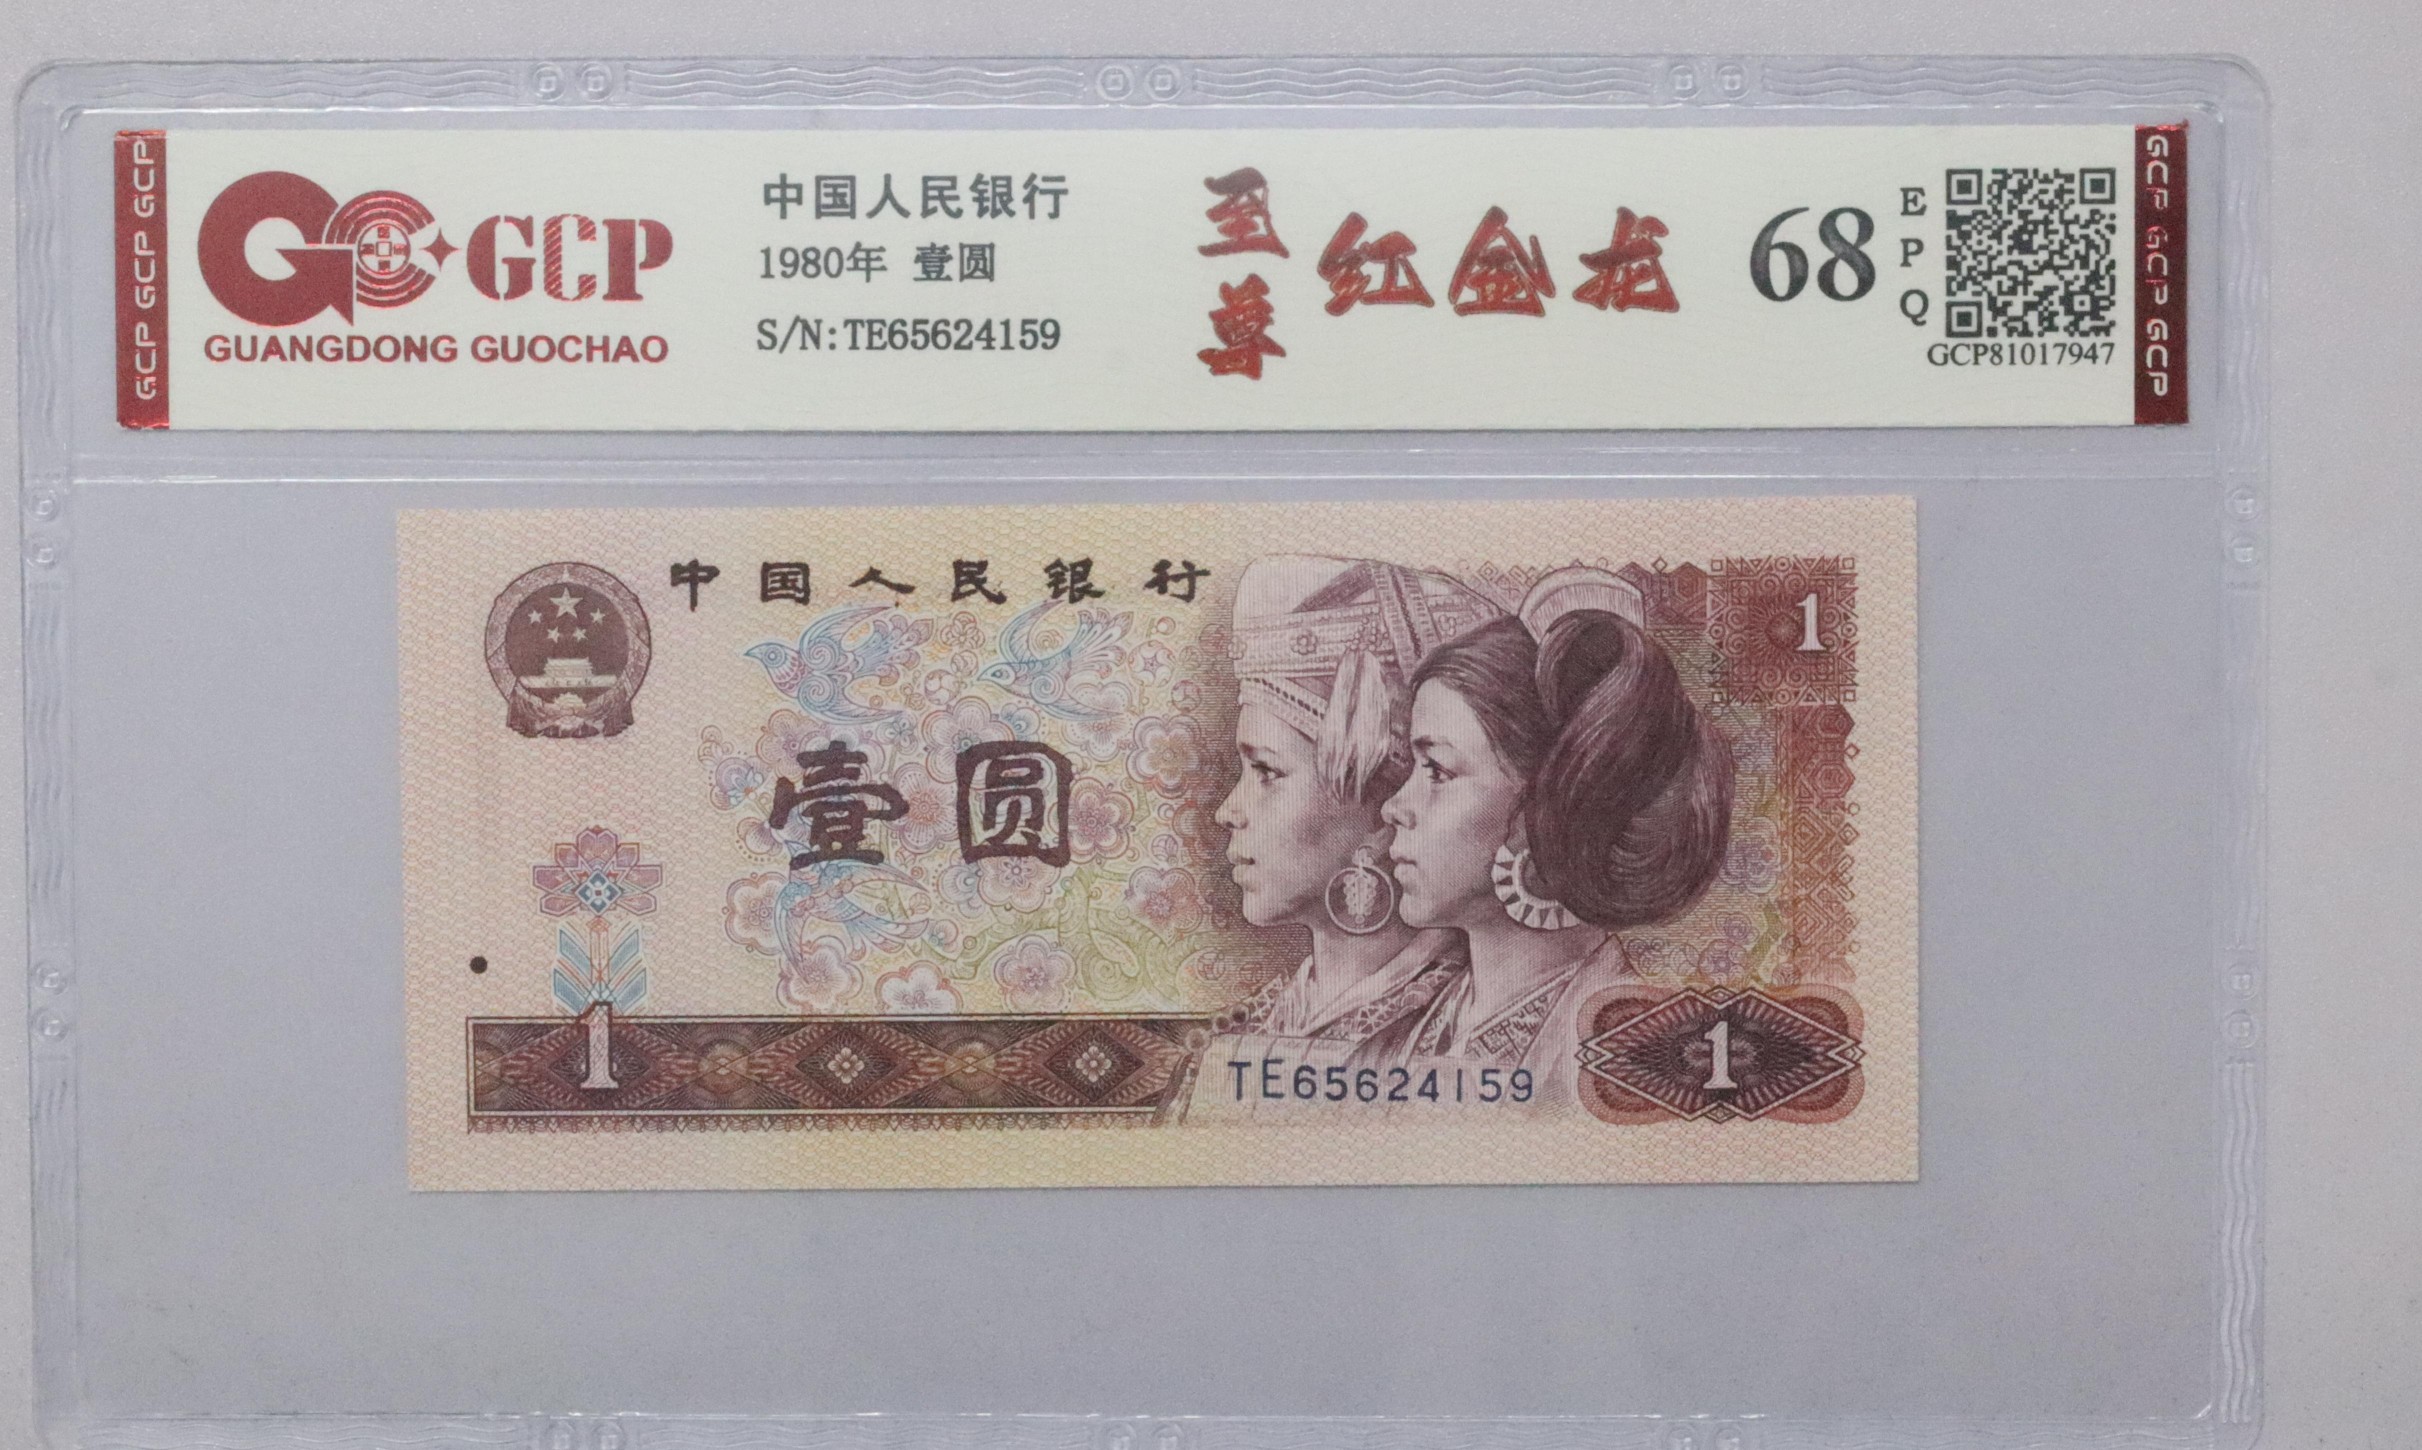 GCP GCP GCP
GCP
GUANGDONG GUOCHAO
中国人民银行
1980年 壹圆
S/N:TE65624159
至尊
红金龙
68
EPQ
GCP81017947
GCP GCP GCP
中国人民银行
1
壹圆
1
TE65624159
1